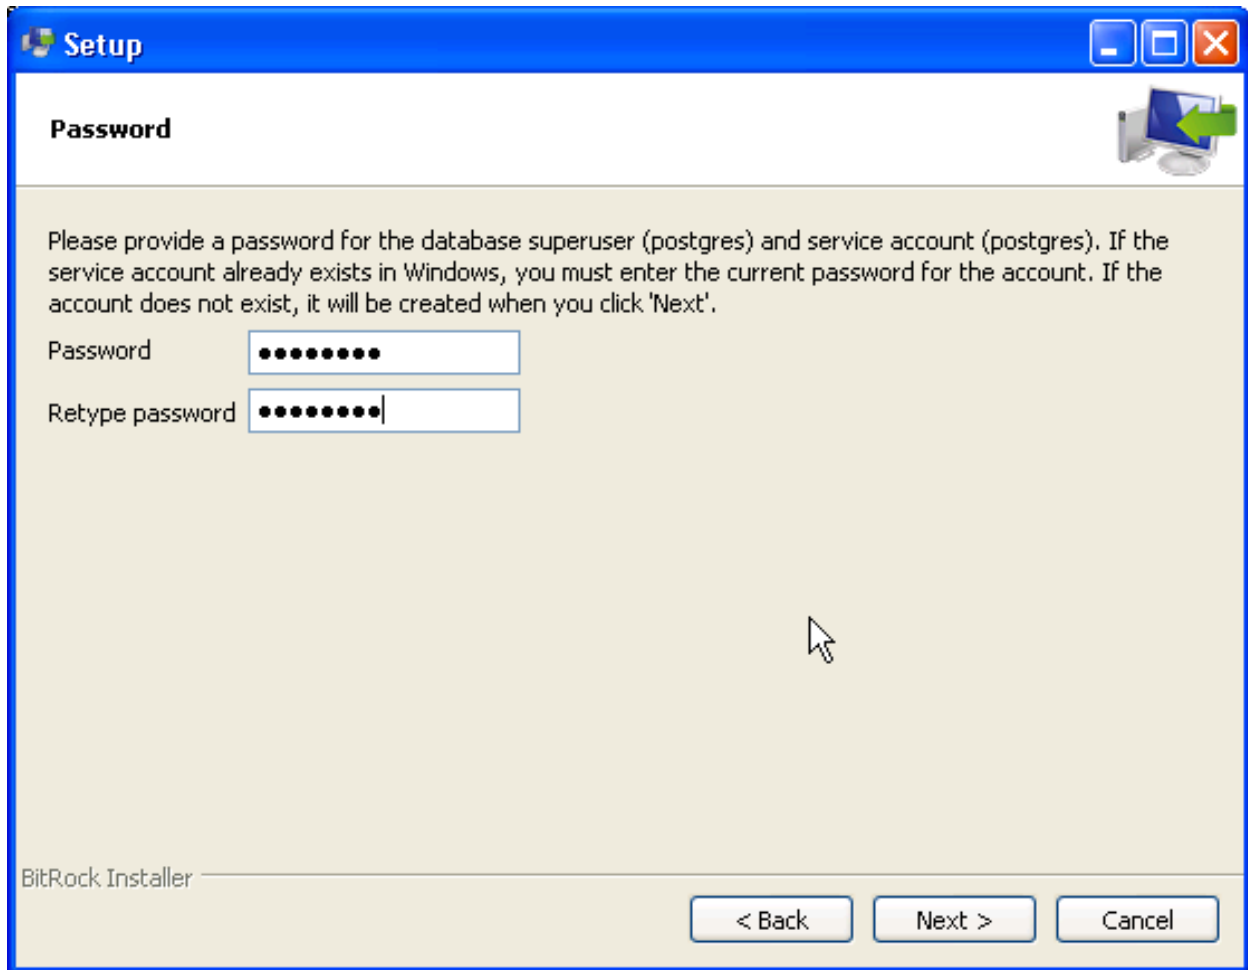 Setup
Password
Please provide a password for the database superuser (postgres) and service account (postgres). If the
service account already exists in Windows, you must enter the current password for the account. If the
account does not exist, it will be created when you click 'Next'.
Password ●●●●●●●●
Retype password ●●●●●●●●
BitRock Installer
< Back Next > Cancel